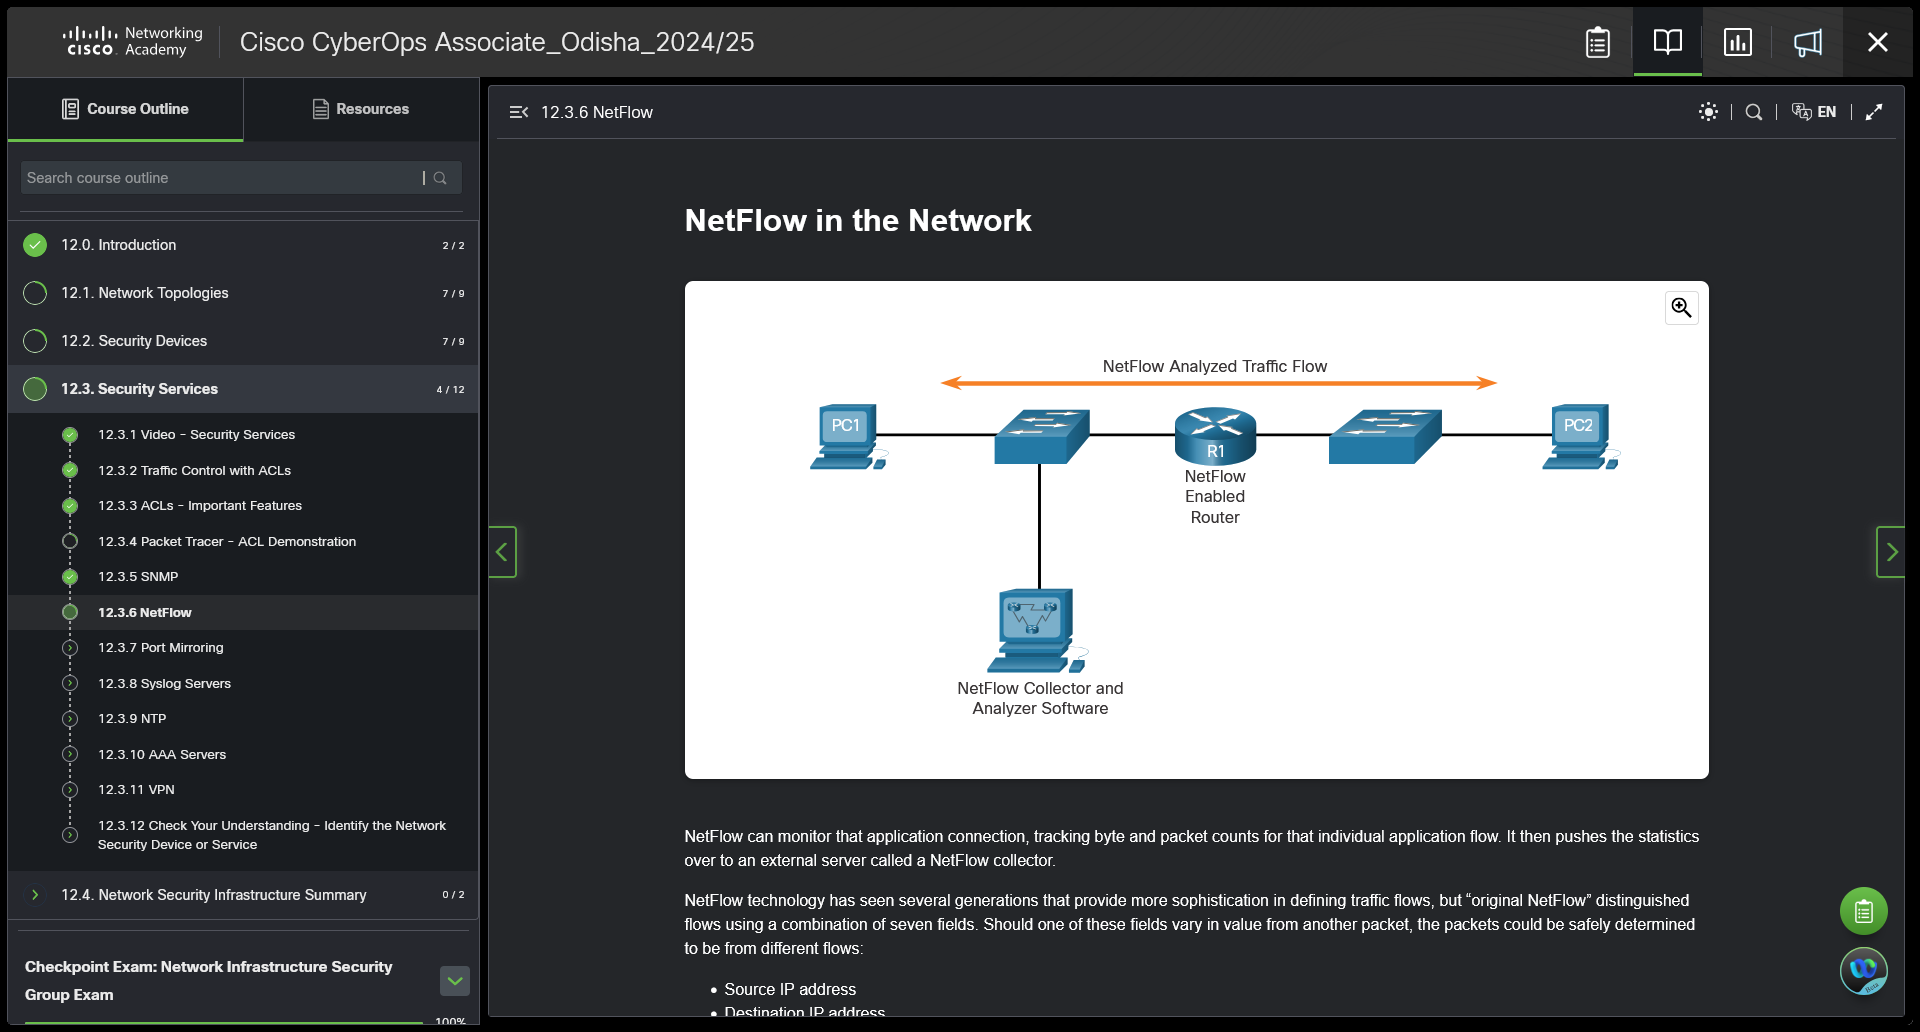 CISCO Networking Academy
Cisco CyberOps Associate_Odisha_2024/25
Course Outline
Resources
Search course outline
12.0. Introduction 2 / 2
12.1. Network Topologies 7 / 9
12.2. Security Devices 7 / 9
12.3. Security Services 4 / 12
12.3.1 Video - Security Services
12.3.2 Traffic Control with ACLs
12.3.3 ACLs - Important Features
12.3.4 Packet Tracer - ACL Demonstration
12.3.5 SNMP
12.3.6 NetFlow
12.3.7 Port Mirroring
12.3.8 Syslog Servers
12.3.9 NTP
12.3.10 AAA Servers
12.3.11 VPN
12.3.12 Check Your Understanding - Identify the Network
Security Device or Service
12.4. Network Security Infrastructure Summary 0 / 2
Checkpoint Exam: Network Infrastructure Security
Group Exam
100%
12.3.6 NetFlow
EN
NetFlow in the Network
NetFlow Analyzed Traffic Flow
PC1
R1
PC2
NetFlow
Enabled
Router
NetFlow Collector and
Analyzer Software
NetFlow can monitor that application connection, tracking byte and packet counts for that individual application flow. It then pushes the statistics
over to an external server called a NetFlow collector.
NetFlow technology has seen several generations that provide more sophistication in defining traffic flows, but “original NetFlow” distinguished
flows using a combination of seven fields. Should one of these fields vary in value from another packet, the packets could be safely determined
to be from different flows:
• Source IP address
• Destination IP address
Beta